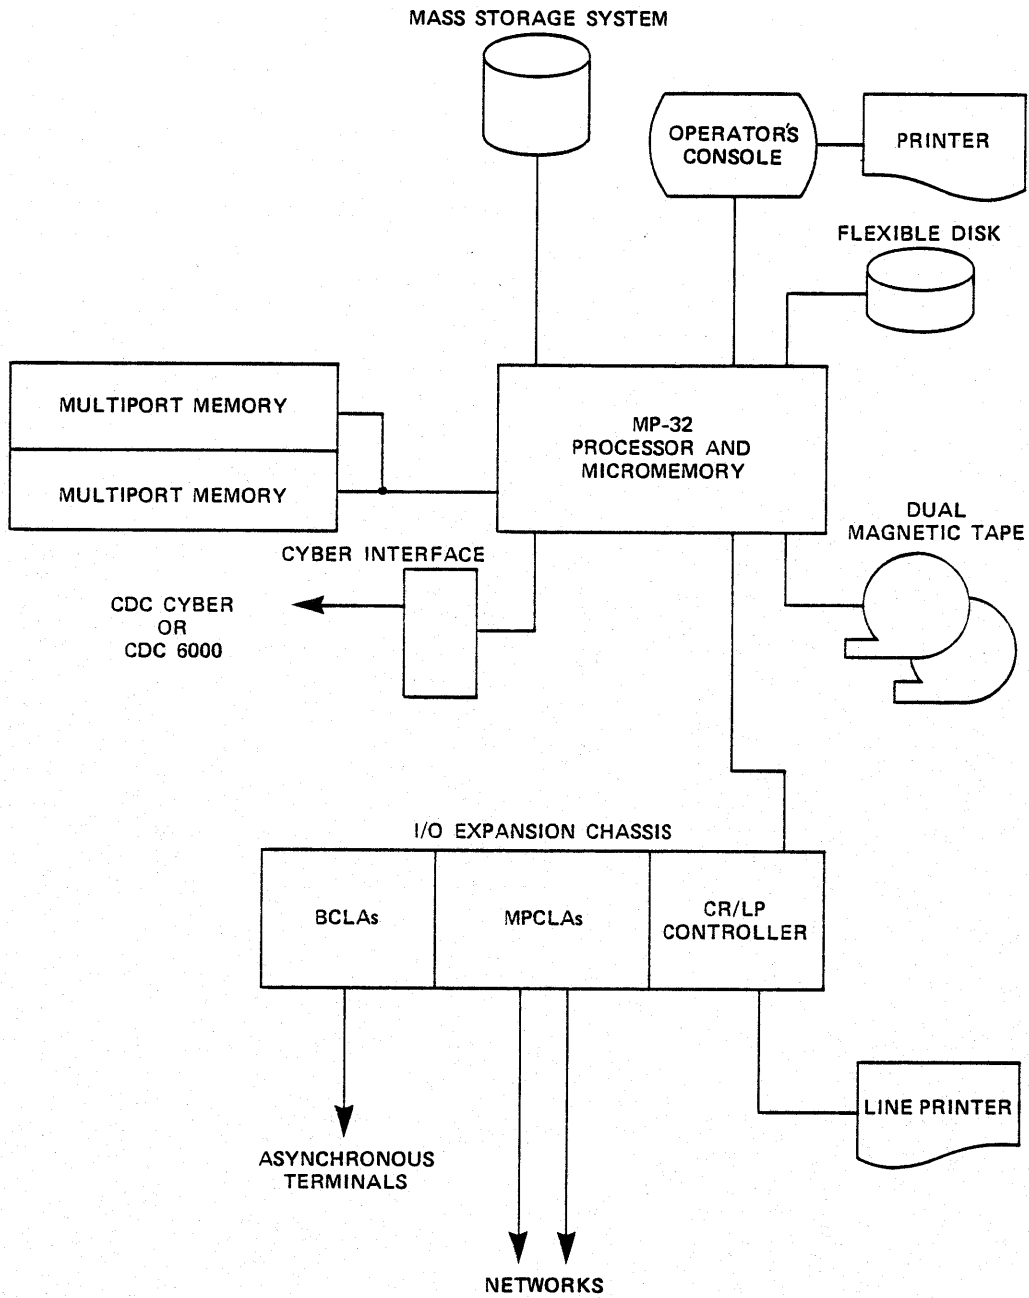 MASS STORAGE SYSTEM
OPERATOR'S
CONSOLE
PRINTER
FLEXIBLE DISK
MULTIPORT MEMORY
MULTIPORT MEMORY
MP-32
PROCESSOR AND
MICROMEMORY
DUAL
MAGNETIC TAPE
CYBER INTERFACE
CDC CYBER
OR
CDC 6000
I/O EXPANSION CHASSIS
BCLAs
MPCLAs
CR/LP
CONTROLLER
LINE PRINTER
ASYNCHRONOUS
TERMINALS
NETWORKS